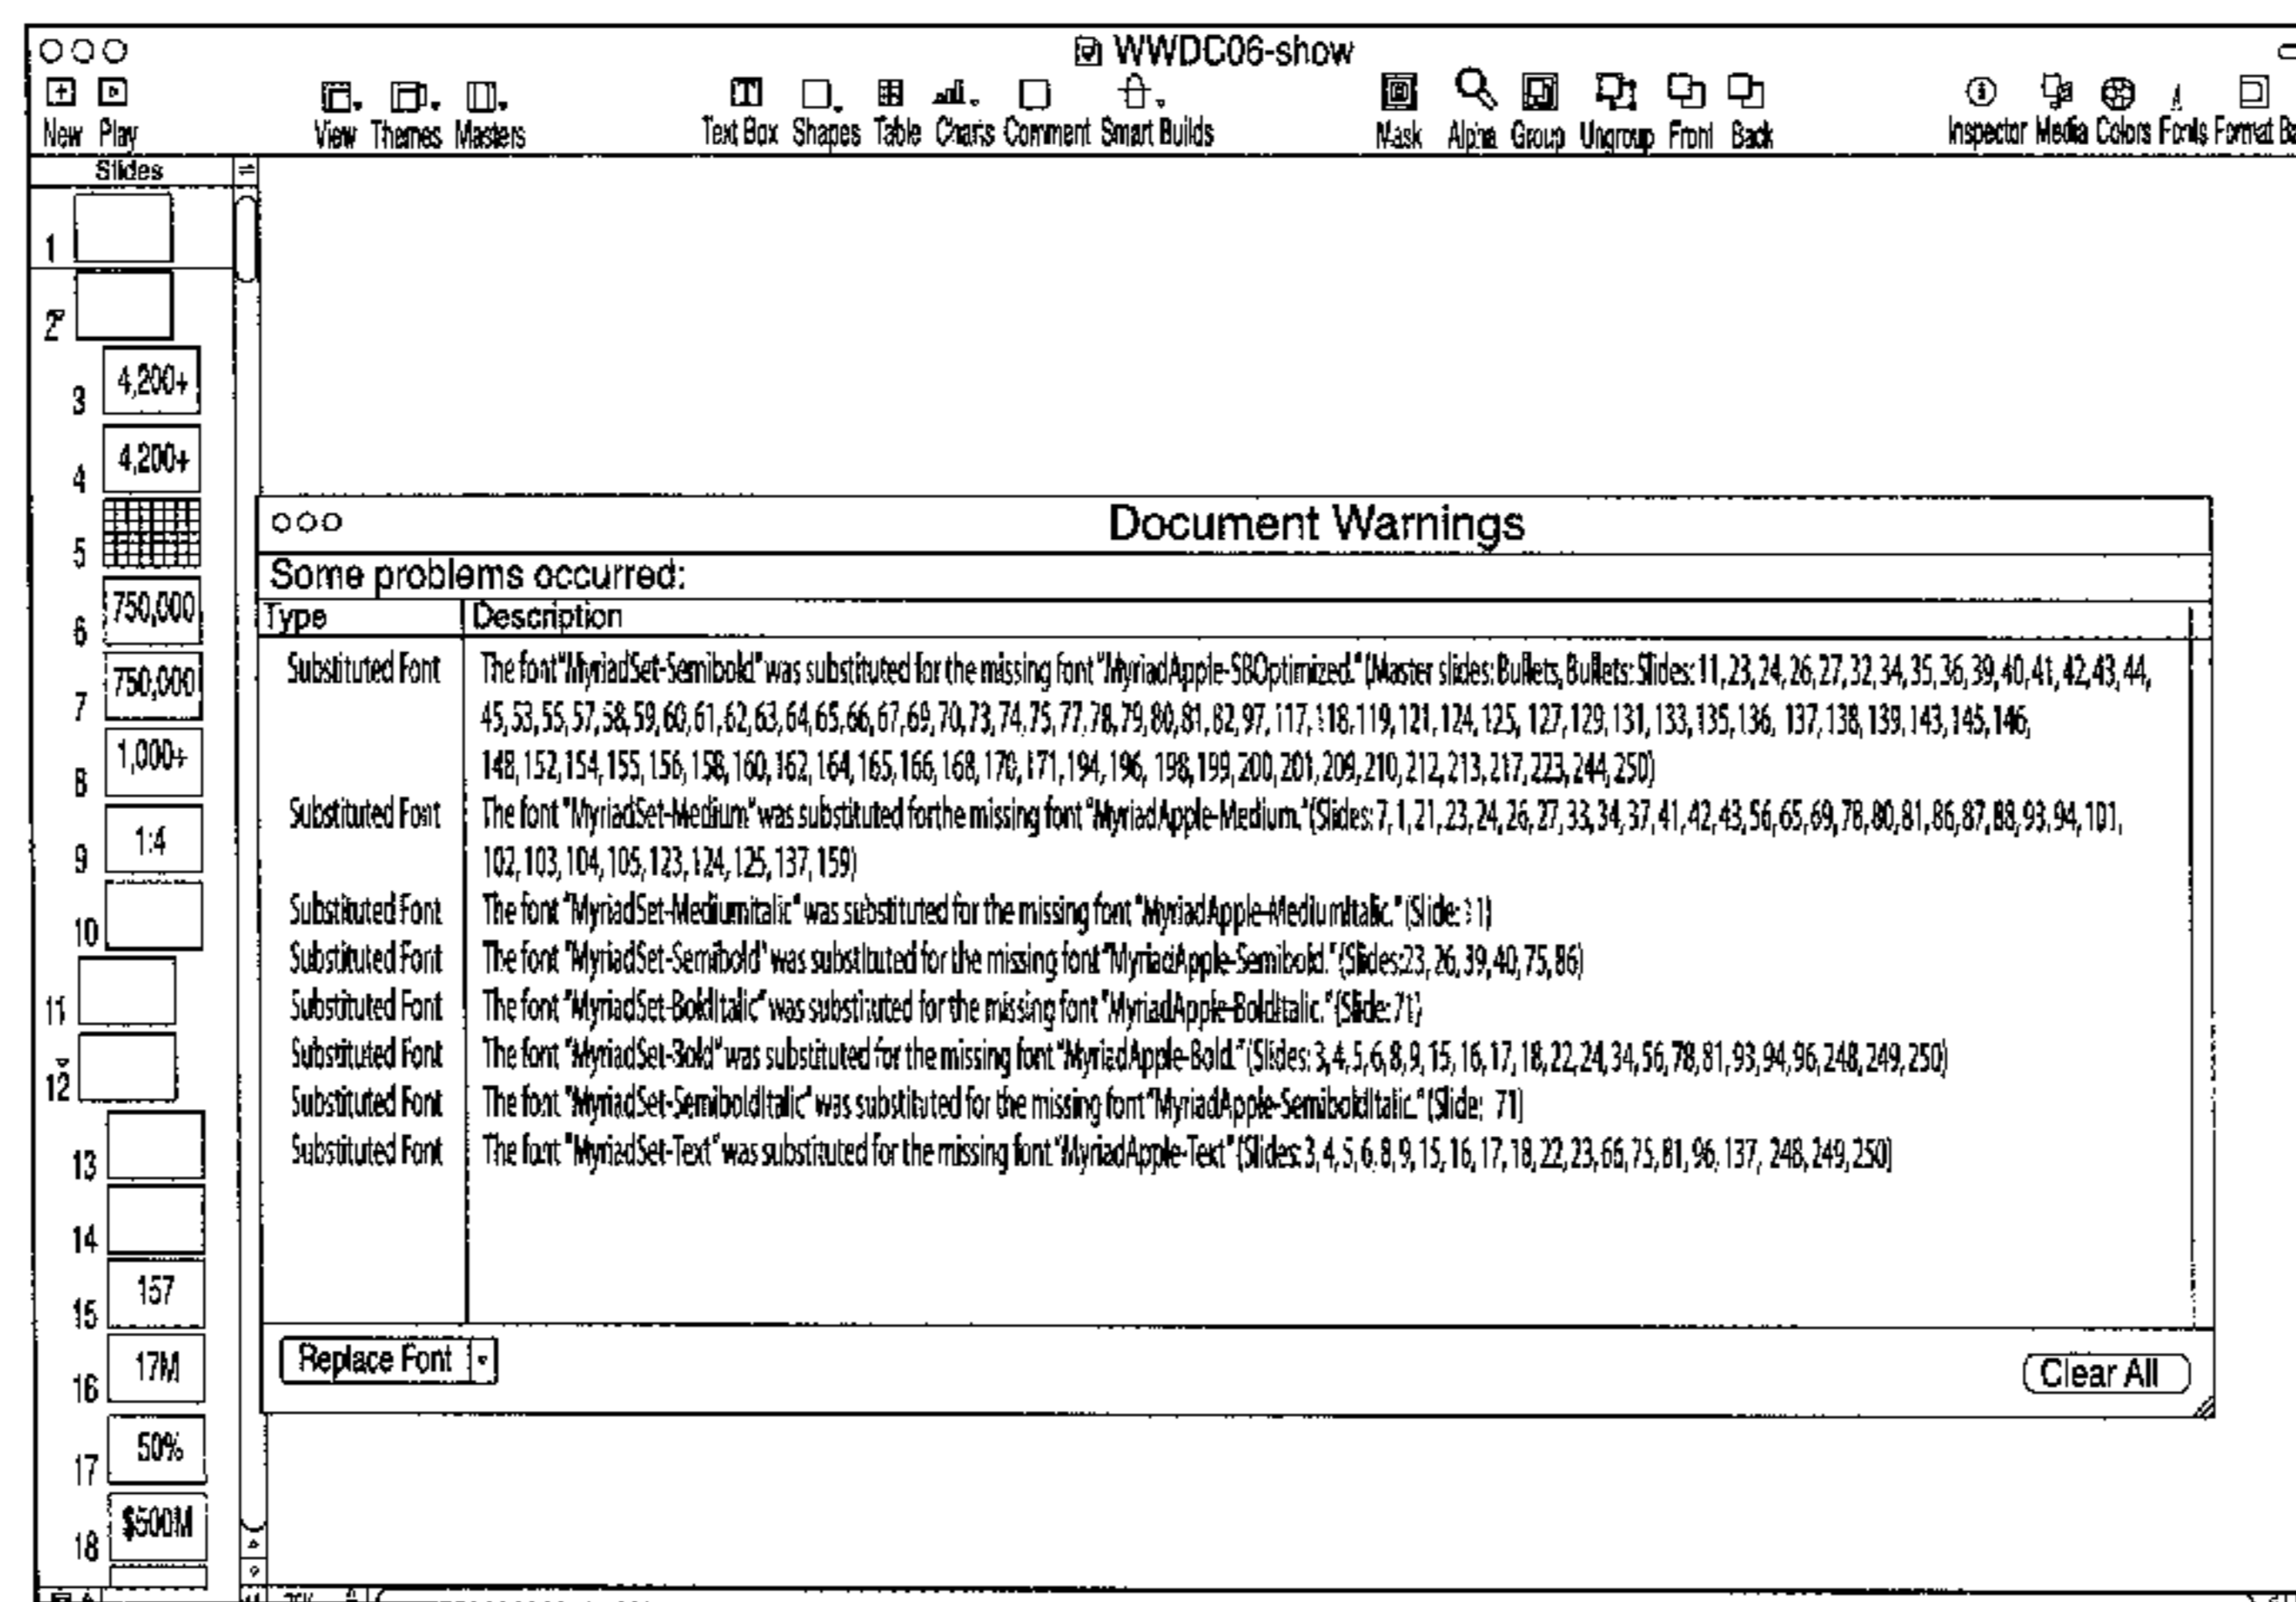 WWDC06-show
New Play View Themes Masters Text Box Shapes Table Charts Comment Smart Builds Mask Alpha Group Ungroup Front Back Inspector Media Colors Fonts Format Ba
Slides
1
2
3 4,200+
4 4,200+
5
6 750,000
7 750,000
8 1,000+
9 1:4
10
11
12
13
14
15 157
16 17M
17 50%
18 $500M
Document Warnings
Some problems occurred:
Type Description
Substituted Font The font "MyriadSet-Semibold" was substituted for the missing font "MyriadApple-SBOptimized." (Master slides: Bullets, Bullets: Slides: 11, 23, 24, 26, 27, 32, 34, 35, 36, 39, 40, 41, 42, 43, 44,
45, 53, 55, 57, 58, 59, 60, 61, 62, 63, 64, 65, 66, 67, 69, 70, 73, 74, 75, 77, 78, 79, 80, 81, 82, 97, 117, 118, 119, 121, 124, 125, 127, 129, 131, 133, 135, 136, 137, 138, 139, 143, 145, 146,
148, 152, 154, 155, 156, 158, 160, 162, 164, 165, 166, 168, 170, 171, 194, 196, 198, 199, 200, 201, 209, 210, 212, 213, 217, 223, 244, 250)
Substituted Font The font "MyriadSet-Medium" was substituted forthe missing font "MyriadApple-Medium." (Slides: 7, 1, 21, 23, 24, 26, 27, 33, 34, 37, 41, 42, 43, 56, 65, 69, 78, 80, 81, 86, 87, 88, 93, 94, 101,
102, 103, 104, 105, 123, 124, 125, 137, 159)
Substituted Font The font "MyriadSet-Mediumitalic" was substituted for the missing font "MyriadApple-MediumItalic." (Slide:
Substituted Font The font "MyriadSet-Semibold" was substituted for the missing font "MyriadApple-Semibold." (Slides:23, 26, 39, 40, 75, 86)
Substituted Font The font "MyriadSet-BoldItalic" was substituted for the missing font "MyriadApple-BoldItalic." (Slide: 71)
Substituted Font The font "MyriadSet-Bold" was substituted for the missing font "MyriadApple-Bold." (Slides: 3, 4, 5, 6, 8, 9, 15, 16, 17, 18, 22, 24, 34, 56, 78, 81, 93, 94, 96, 248, 249, 250)
Substituted Font The font "MyriadSet-SemiboldItalic" was substituted for the missing font "MyriadApple-SemiboldItalic." (Slide: 71)
Substituted Font The font "MyriadSet-Text" was substituted for the missing font "MyriadApple-Text" (Slides: 3, 4, 5, 6, 8, 9, 15, 16, 17, 18, 22, 23, 66, 75, 81, 96, 137, 248, 249, 250)
Replace Font
Clear All